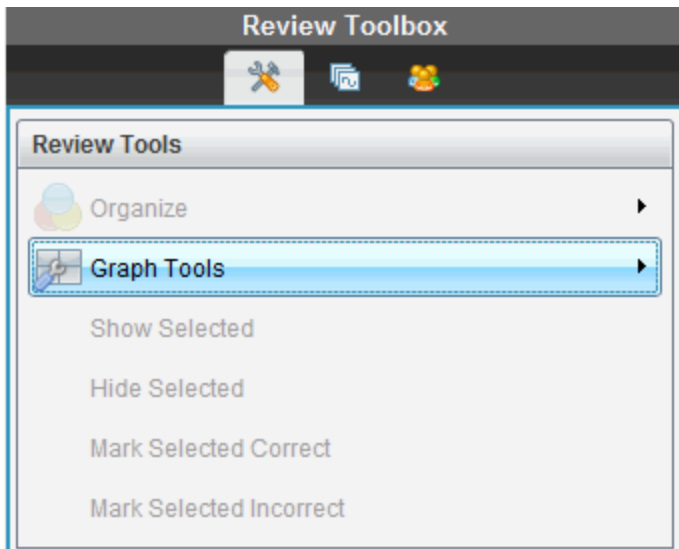 Review Toolbox
Review Tools
Organize
Graph Tools
Show Selected
Hide Selected
Mark Selected Correct
Mark Selected Incorrect